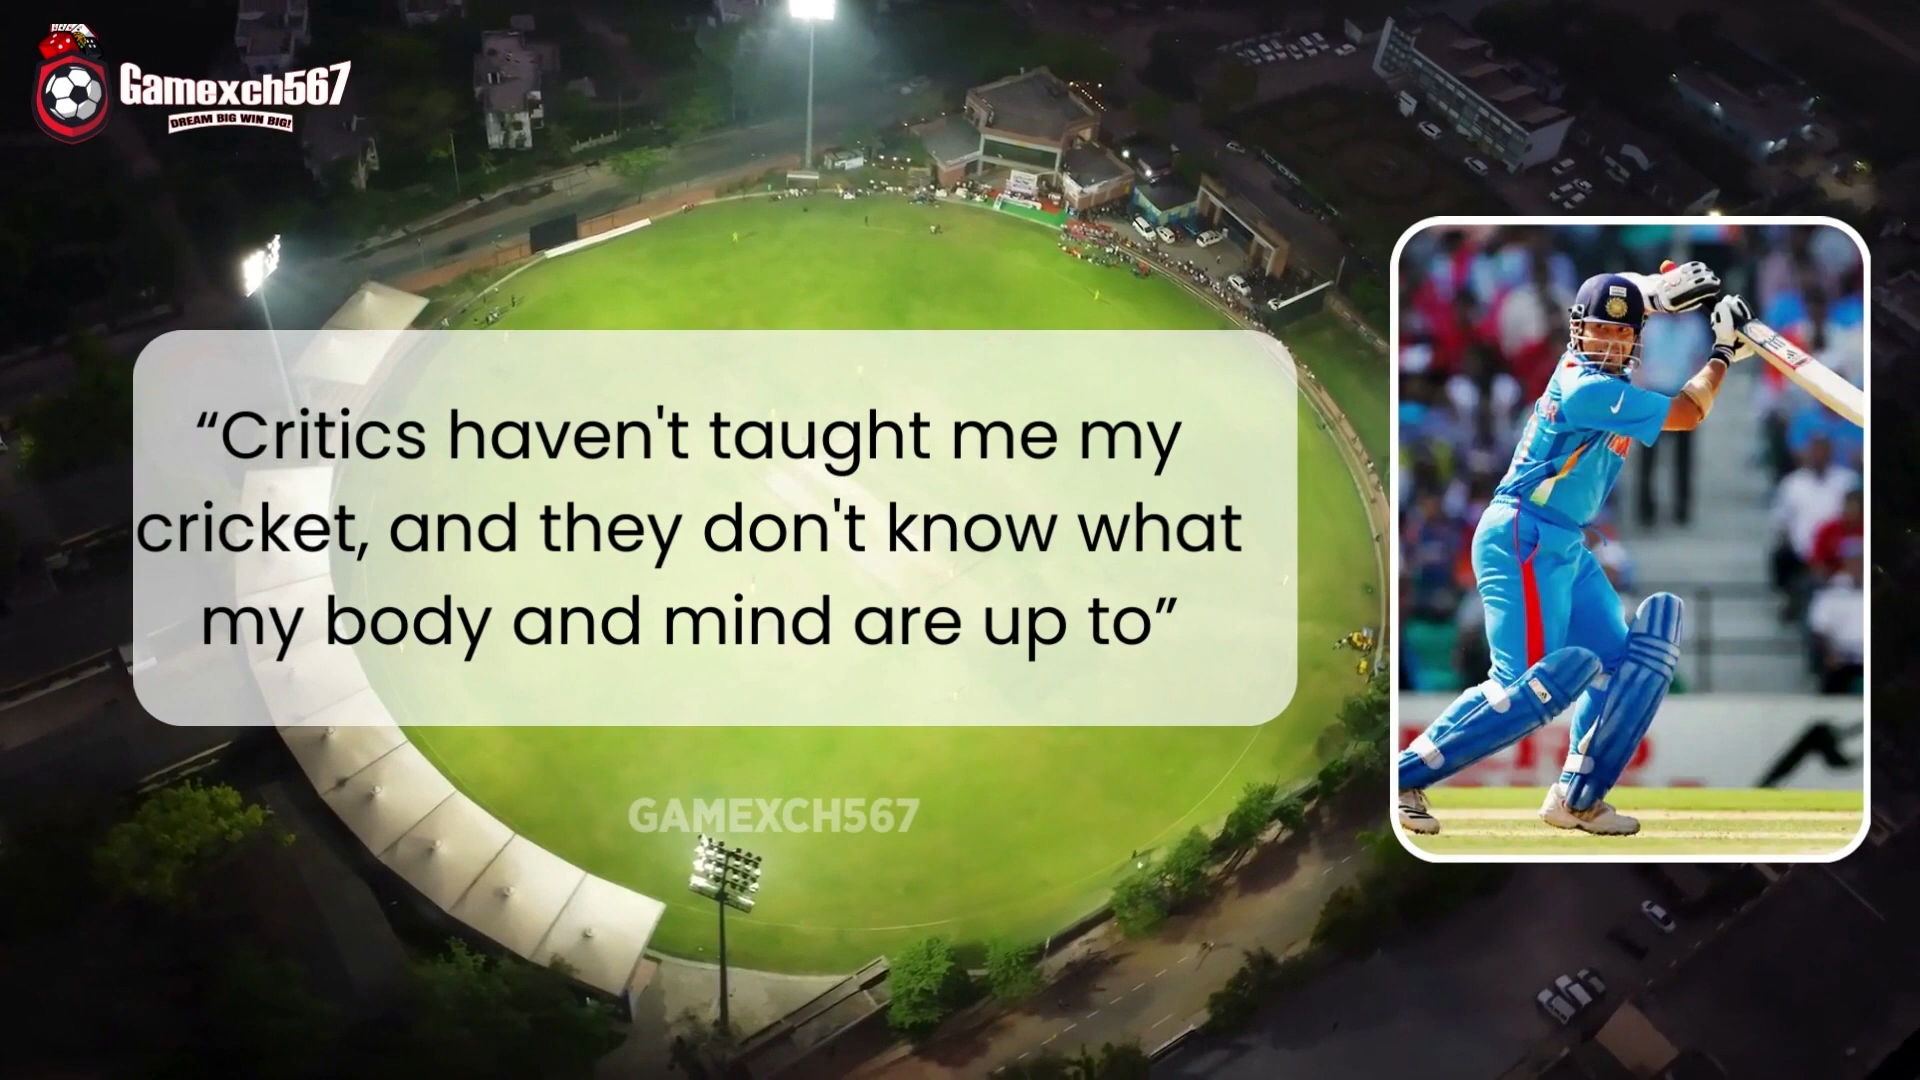 Gamexch567
DREAM BIG WIN BIG!
“Critics haven't taught me my
cricket, and they don't know what
my body and mind are up to”
GAMEXCH567